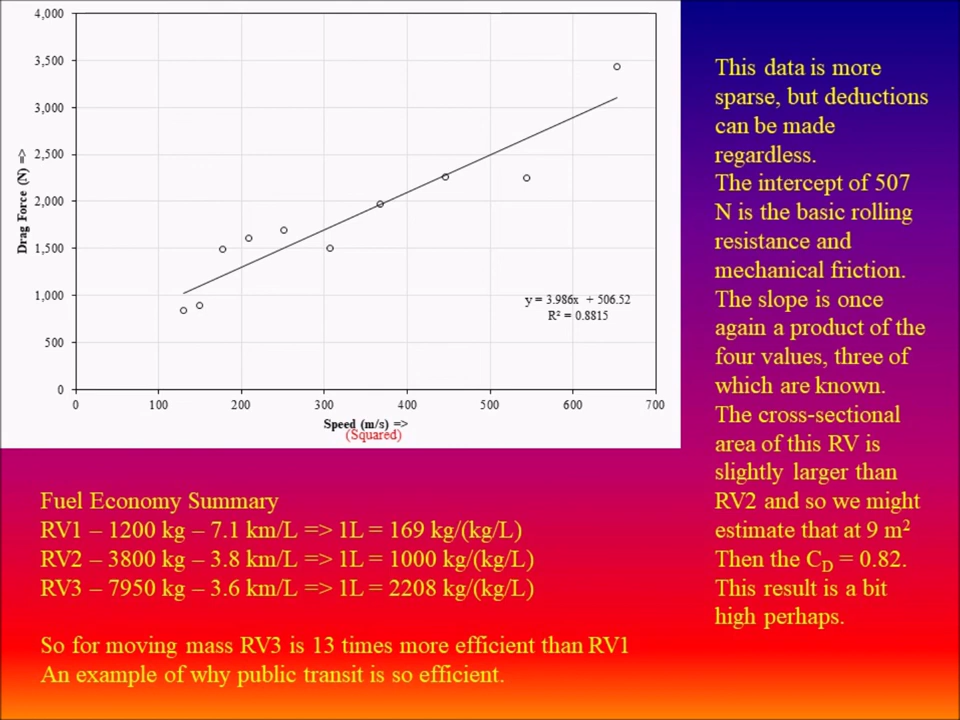 4,000
3,500
3,000
2,500
2,000
1,500
1,000
500
0
Drag Force (N) =>
y = 3.986x + 506.52
R² = 0.8815
0 100 200 300 400 500 600 700
Speed (m/s) =>
(Squared)
This data is more
sparse, but deductions
can be made
regardless.
The intercept of 507
N is the basic rolling
resistance and
mechanical friction.
The slope is once
again a product of the
four values, three of
which are known.
The cross-sectional
area of this RV is
slightly larger than
RV2 and so we might
estimate that at 9 m²
Then the C_D = 0.82.
This result is a bit
high perhaps.
Fuel Economy Summary
RV1 – 1200 kg – 7.1 km/L => 1L = 169 kg/(kg/L)
RV2 – 3800 kg – 3.8 km/L => 1L = 1000 kg/(kg/L)
RV3 – 7950 kg – 3.6 km/L => 1L = 2208 kg/(kg/L)
So for moving mass RV3 is 13 times more efficient than RV1
An example of why public transit is so efficient.